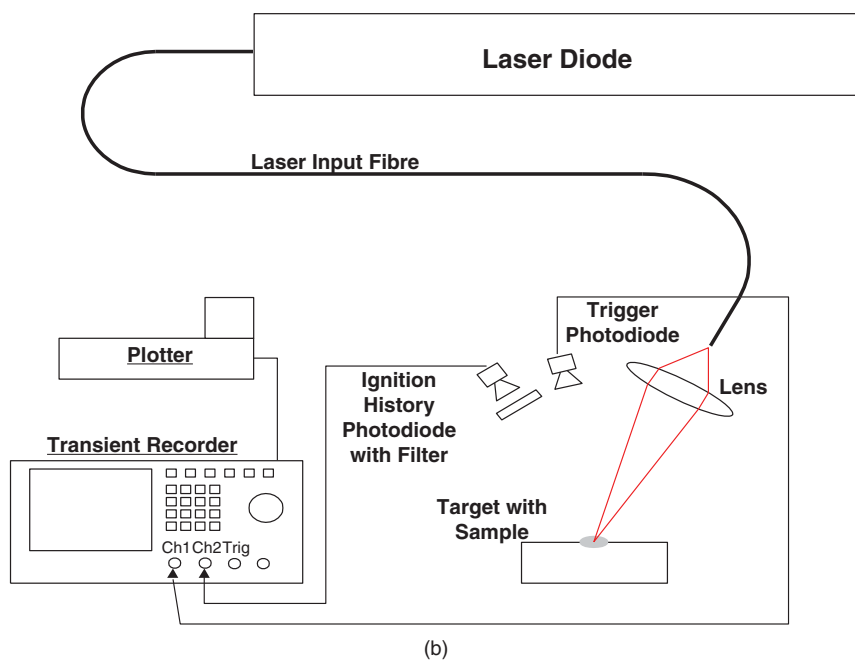 Laser Diode
Laser Input Fibre
Trigger
Photodiode
Plotter
Ignition
History
Photodiode
with Filter
Lens
Transient Recorder
Target with
Sample
Ch1 Ch2 Trig
(b)